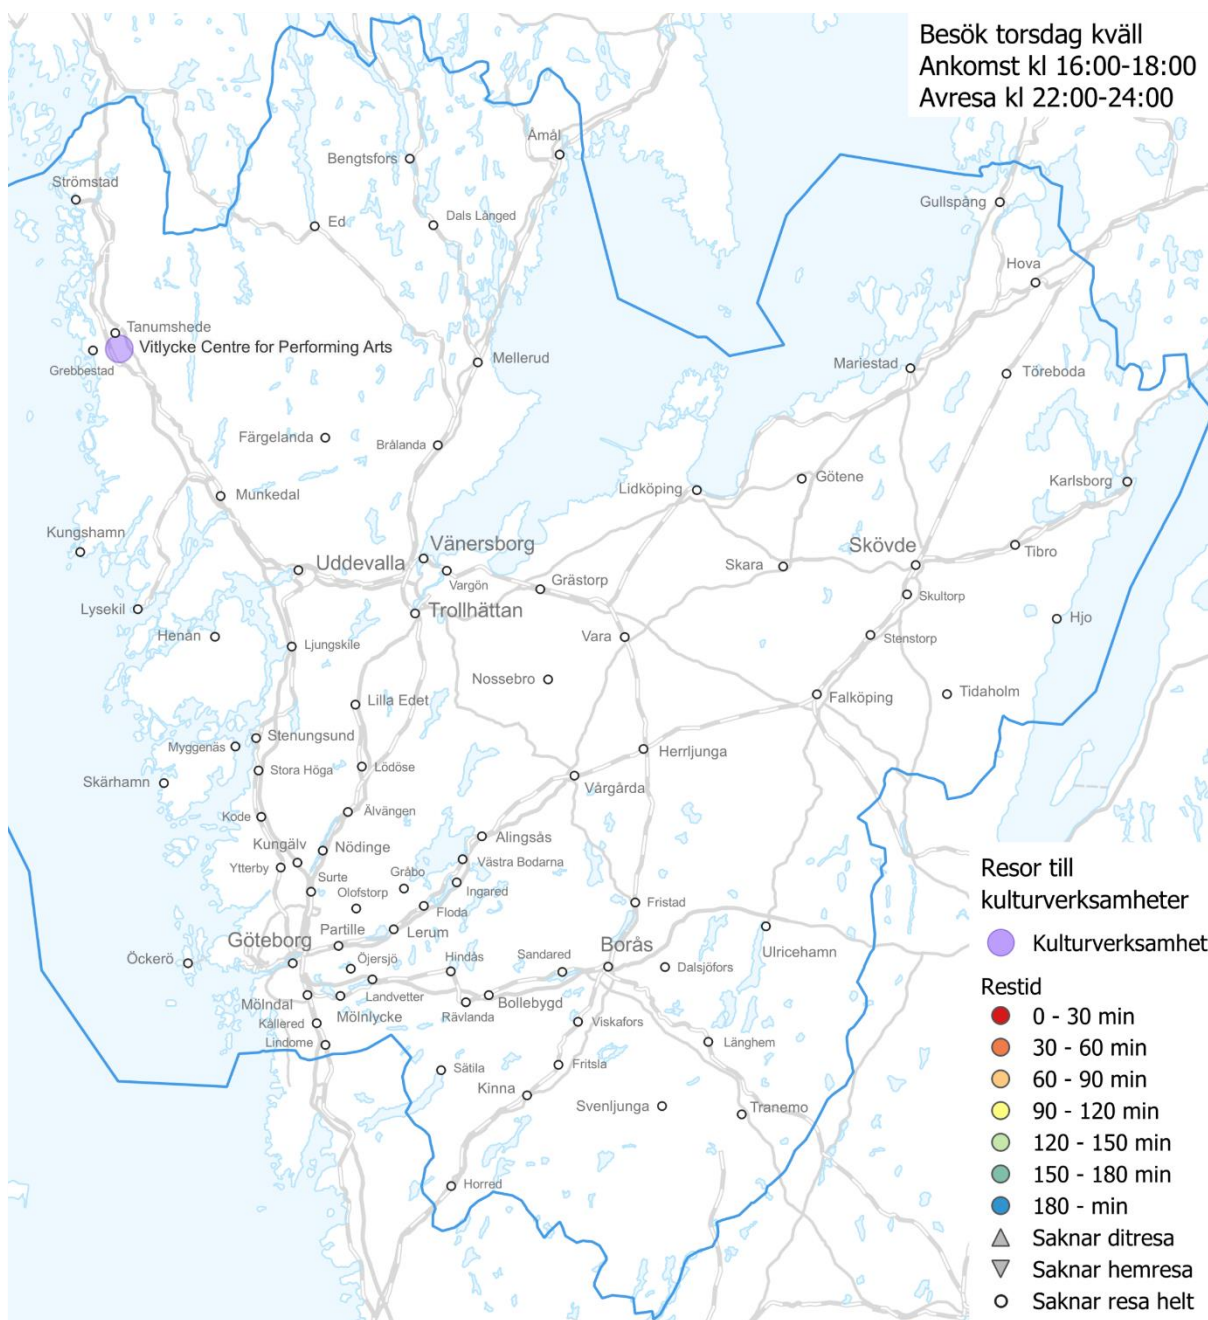 Besök torsdag kväll
Ankomst kl 16:00-18:00
Avresa kl 22:00-24:00
Åmål
Bengtsfors
Strömstad
Gullspång
Ed
Dals Långed
Hova
Tanumshede
Vitlycke Centre for Performing Arts
Grebbestad
Mellerud
Mariestad
Töreboda
Färgelanda
Brålanda
Götene
Karlsborg
Lidköping
Munkedal
Kungshamn
Vänersborg
Skövde
Tibro
Uddevalla
Skara
Vargön
Grästorp
Skultorp
Lysekil
Trollhättan
Hjo
Henån
Vara
Stenstorp
Ljungskile
Nossebro
Tidaholm
Lilla Edet
Falköping
Stenungsund
Myggenäs
Herrljunga
Stora Höga
Lödöse
Skärhamn
Vårgårda
Kode
Älvängen
Alingsås
Kungälv
Nödinge
Västra Bodarna
Ytterby
Gråbo
Surte
Ingared
Olofstorp
Fristad
Floda
Partille
Lerum
Göteborg
Borås
Ulricehamn
Öckerö
Öjersjö
Hindås
Sandared
Dalsjöfors
Mölndal
Landvetter
Bollebygd
Mölnlycke
Rävlanda
Kållered
Viskafors
Lindome
Länghem
Sätila
Fritsla
Kinna
Svenljunga
Tranemo
Horred
Resor till
kulturverksamheter
Kulturverksamhet
Restid
0 - 30 min
30 - 60 min
60 - 90 min
90 - 120 min
120 - 150 min
150 - 180 min
180 - min
Saknar ditresa
Saknar hemresa
Saknar resa helt